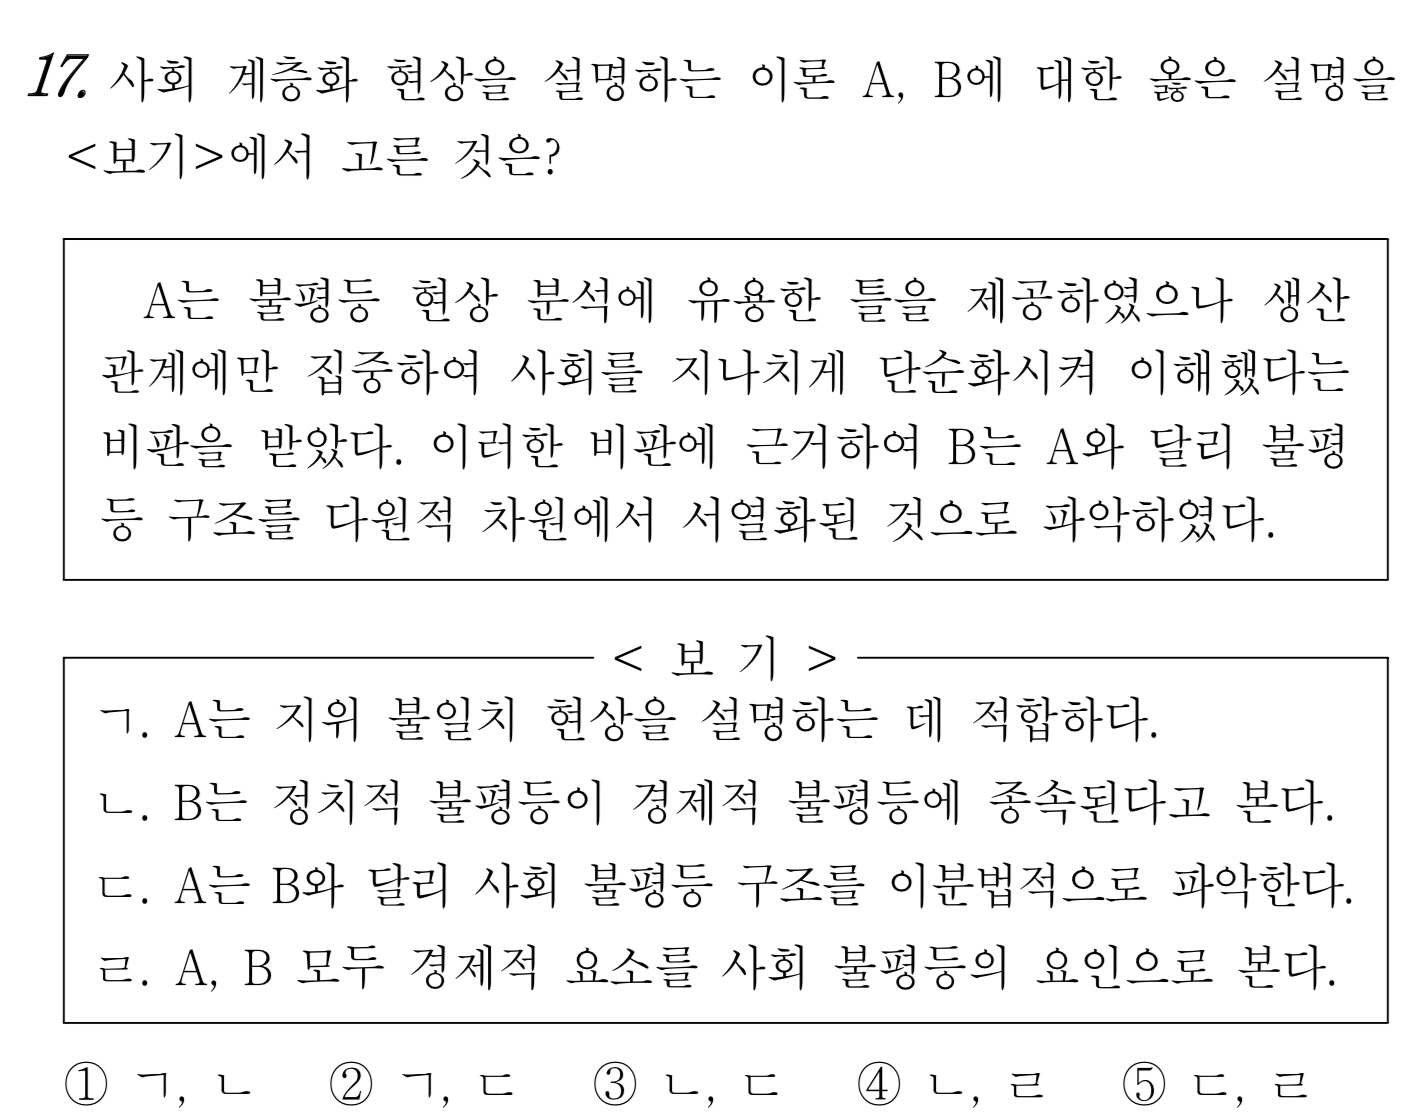 17. 사회 계층화 현상을 설명하는 이론 A, B에 대한 옳은 설명을
<보기>에서 고른 것은?
A는 불평등 현상 분석에 유용한 틀을 제공하였으나 생산
관계에만 집중하여 사회를 지나치게 단순화시켜 이해했다는
비판을 받았다. 이러한 비판에 근거하여 B는 A와 달리 불평
등 구조를 다원적 차원에서 서열화된 것으로 파악하였다.
< 보 기 >
ㄱ. A는 지위 불일치 현상을 설명하는 데 적합하다.
ㄴ. B는 정치적 불평등이 경제적 불평등에 종속된다고 본다.
ㄷ. A는 B와 달리 사회 불평등 구조를 이분법적으로 파악한다.
ㄹ. A, B 모두 경제적 요소를 사회 불평등의 요인으로 본다.
① ㄱ, ㄴ ② ㄱ, ㄷ ③ ㄴ, ㄷ ④ ㄴ, ㄹ ⑤ ㄷ, ㄹ